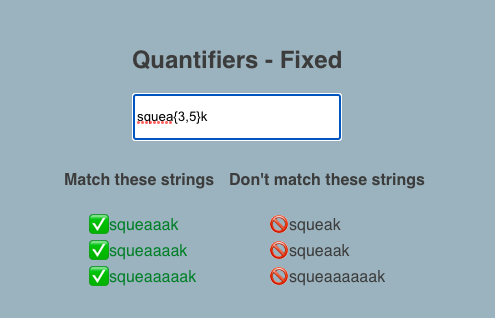 Quantifiers - Fixed
squea{3,5}k
Match these strings Don't match these strings
✅squeaaak 🚫squeak
✅squeaaaak 🚫squeaak
✅squeaaaaak 🚫squeaaaaaak